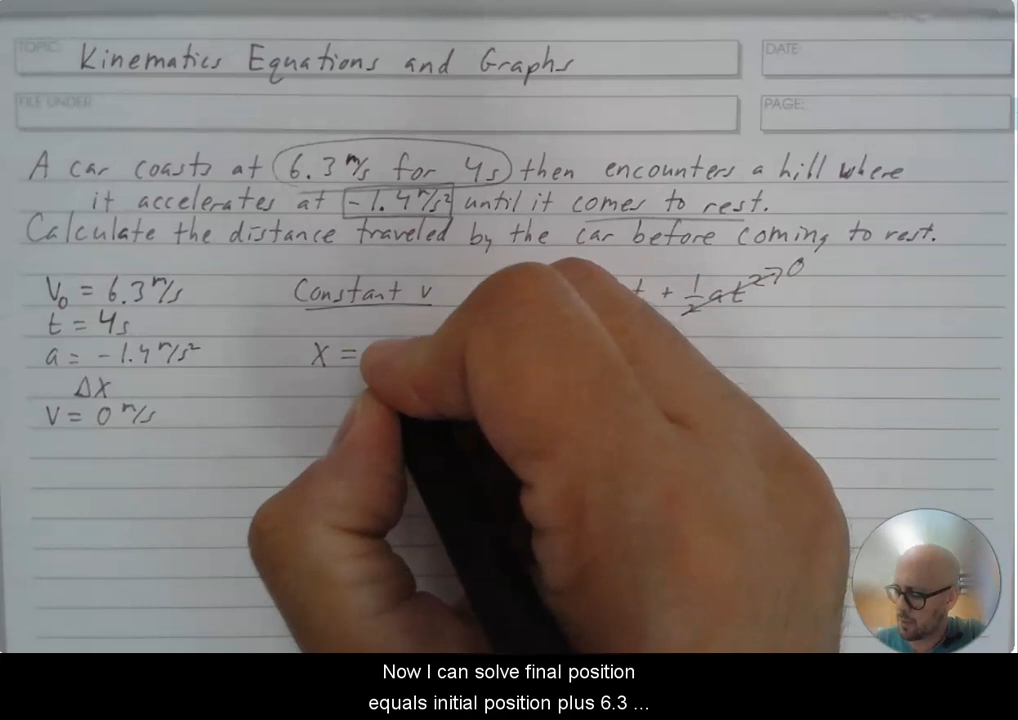 TOPIC: Kinematics Equations and Graphs
DATE:
FILE UNDER
PAGE:
A car coasts at 6.3 m/s for 4s then encounters a hill where
it accelerates at -1.4 m/s² until it comes to rest.
Calculate the distance traveled by the car before coming to rest.
V₀ = 6.3 m/s
Constant v
t + 1/2 at² → 0
t = 4s
a = -1.4 m/s²
X =
ΔX
V = 0 m/s
Now I can solve final position
equals initial position plus 6.3 ...